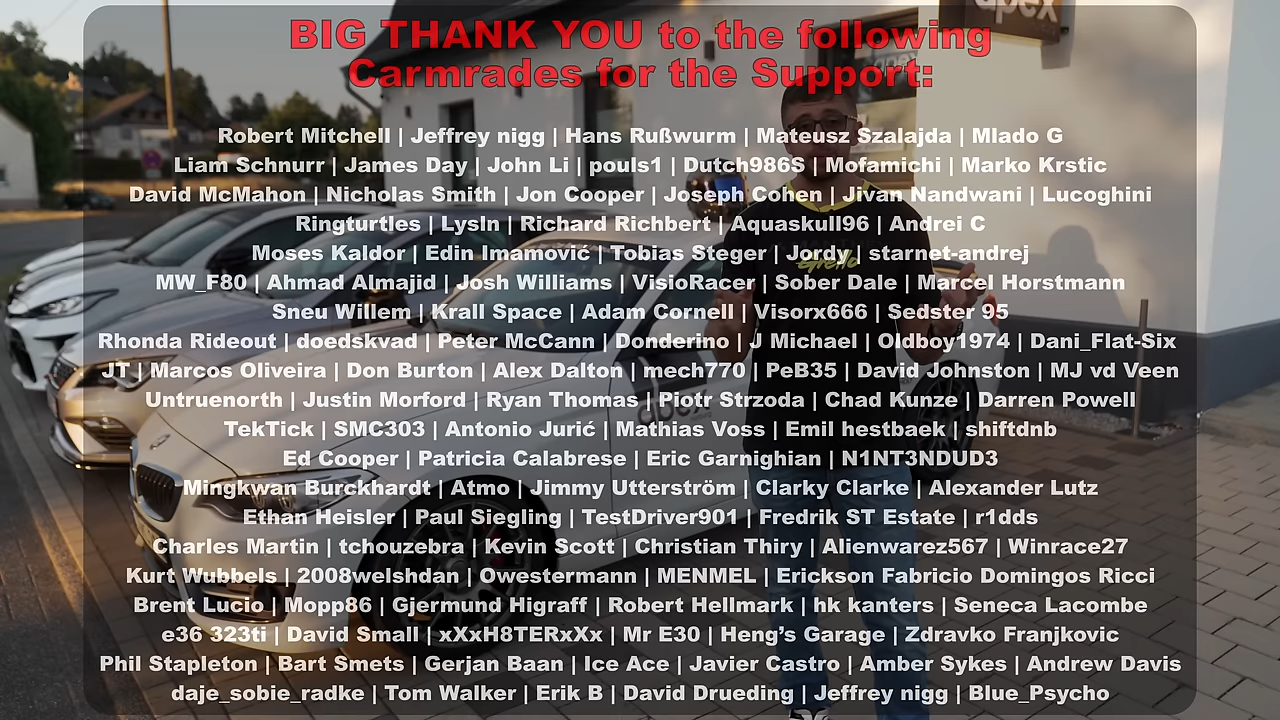 apex
BIG THANK YOU to the following
Carmrades for the Support:
Robert Mitchell | Jeffrey nigg | Hans Rußwurm | Mateusz Szalajda | Mlado G
Liam Schnurr | James Day | John Li | pouls1 | Dutch986S | Mofamichi | Marko Krstic
David McMahon | Nicholas Smith | Jon Cooper | Joseph Cohen | Jivan Nandwani | Lucoghini
Ringturtles | Lysln | Richard Richbert | Aquaskull96 | Andrei C
Moses Kaldor | Edin Imamović | Tobias Steger | Jordy | starnet-andrej
MW_F80 | Ahmad Almajid | Josh Williams | VisioRacer | Sober Dale | Marcel Horstmann
Sneu Willem | Krall Space | Adam Cornell | Visorx666 | Sedster 95
Rhonda Rideout | doedskvad | Peter McCann | Donderino | J Michael | Oldboy1974 | Dani_Flat-Six
JT | Marcos Oliveira | Don Burton | Alex Dalton | mech770 | PeB35 | David Johnston | MJ vd Veen
Untruenorth | Justin Morford | Ryan Thomas | Piotr Strzoda | Chad Kunze | Darren Powell
TekTick | SMC303 | Antonio Jurić | Mathias Voss | Emil hestbaek | shiftdnb
Ed Cooper | Patricia Calabrese | Eric Garnighian | N1NT3NDUD3
Mingkwan Burckhardt | Atmo | Jimmy Utterström | Clarky Clarke | Alexander Lutz
Ethan Heisler | Paul Siegling | TestDriver901 | Fredrik ST Estate | r1dds
Charles Martin | tchouzebra | Kevin Scott | Christian Thiry | Alienwarez567 | Winrace27
Kurt Wubbels | 2008welshdan | Owestermann | MENMEL | Erickson Fabricio Domingos Ricci
Brent Lucio | Mopp86 | Gjermund Higraff | Robert Hellmark | hk kanters | Seneca Lacombe
e36 323ti | David Small | xXxH8TERxXx | Mr E30 | Heng’s Garage | Zdravko Franjkovic
Phil Stapleton | Bart Smets | Gerjan Baan | Ice Ace | Javier Castro | Amber Sykes | Andrew Davis
daje_sobie_radke | Tom Walker | Erik B | David Drueding | Jeffrey nigg | Blue_Psycho